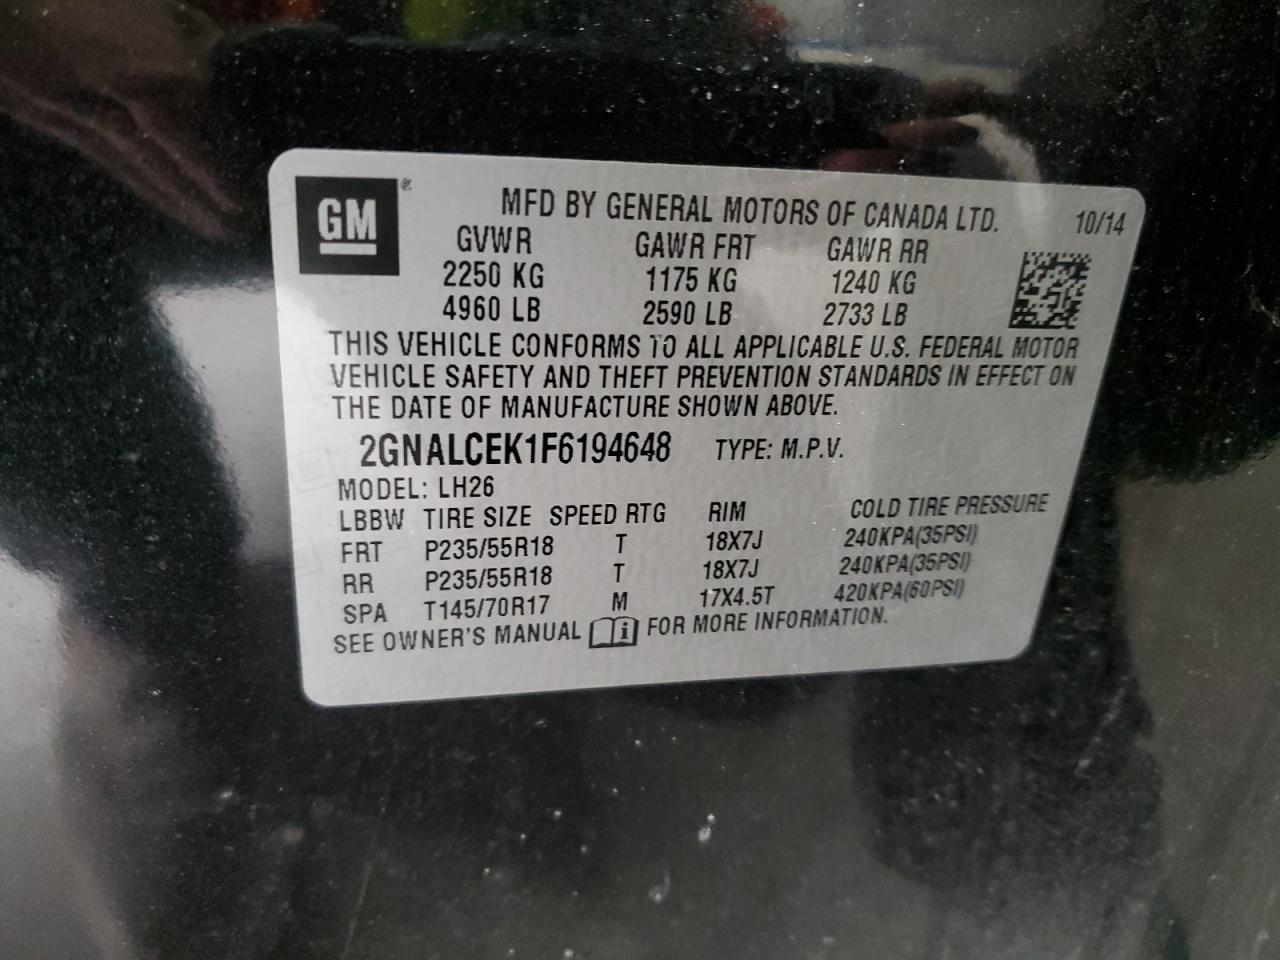 GM®
MFD BY GENERAL MOTORS OF CANADA LTD. 10/14
GVWR GAWR FRT GAWR RR
2250 KG 1175 KG 1240 KG
4960 LB 2590 LB 2733 LB
THIS VEHICLE CONFORMS TO ALL APPLICABLE U.S. FEDERAL MOTOR
VEHICLE SAFETY AND THEFT PREVENTION STANDARDS IN EFFECT ON
THE DATE OF MANUFACTURE SHOWN ABOVE.
2GNALCEK1F6194648 TYPE: M.P.V.
MODEL: LH26
LBBW TIRE SIZE SPEED RTG RIM COLD TIRE PRESSURE
FRT P235/55R18 T 18X7J 240KPA(35PSI)
RR P235/55R18 T 18X7J 240KPA(35PSI)
SPA T145/70R17 M 17X4.5T 420KPA(60PSI)
SEE OWNER'S MANUAL i FOR MORE INFORMATION.